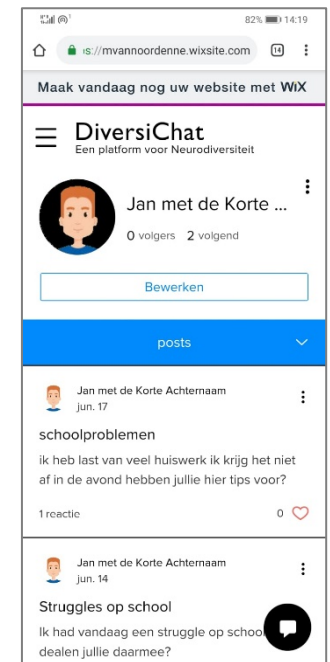 82% 14:19
s://mvannoordenne.wixsite.com 14
Maak vandaag nog uw website met WiX
DiversiChat
Een platform voor Neurodiversiteit
Jan met de Korte ...
0 volgers 2 volgend
Bewerken
posts
Jan met de Korte Achternaam
jun. 17
schoolproblemen
ik heb last van veel huiswerk ik krijg het niet
af in de avond hebben jullie hier tips voor?
1 reactie 0
Jan met de Korte Achternaam
jun. 14
Struggles op school
Ik had vandaag een struggle op schoo
dealen jullie daarmee?